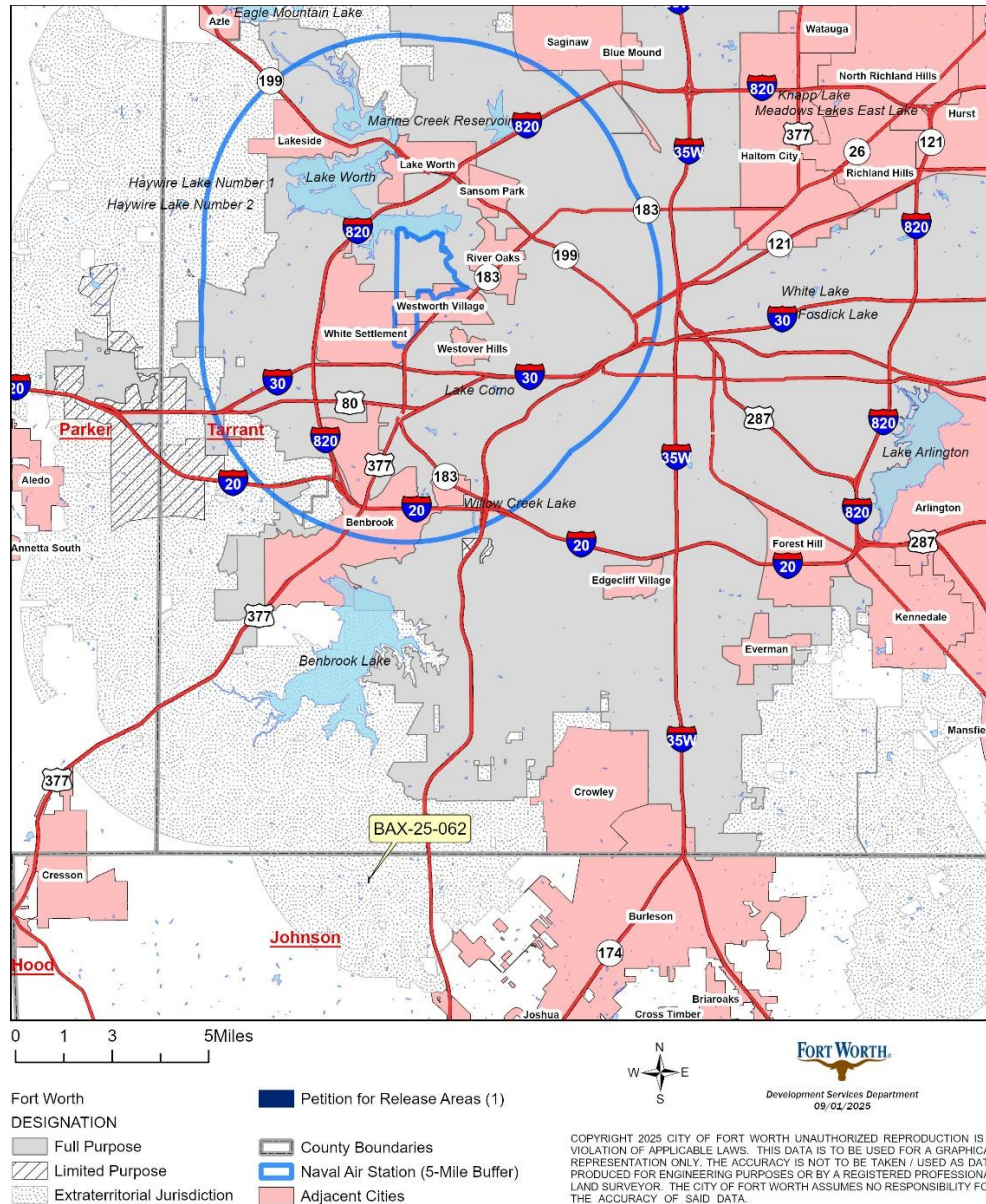 Eagle Mountain Lake
Azle
Saginaw
Blue Mound
Watauga
North Richland Hills
199
820
820
Knapp Lake
Meadows Lakes East Lake
Hurst
Marine Creek Reservoir
820
377
121
Lakeside
35W
Haltom City
26
Richland Hills
Lake Worth
Lake Worth
Haywire Lake Number 1
Sansom Park
Haywire Lake Number 2
183
820
820
121
River Oaks
199
183
White Lake
Westworth Village
30
Fosdick Lake
White Settlement
Westover Hills
30
30
20
Lake Como
80
287
820
Parker
Tarrant
820
Lake Arlington
377
35W
183
Aledo
20
Willow Creek Lake
20
820
Arlington
Benbrook
Annetta South
20
Forest Hill
287
20
Edgecliff Village
377
Kennedale
Everman
Benbrook Lake
35W
Mansfie
377
Crowley
BAX-25-062
Cresson
Burleson
Johnson
174
Hood
Briaroaks
Joshua
Cross Timber
0 1 3 5Miles
N
W E
S
FORT WORTH®
Development Services Department
09/01/2025
Fort Worth
DESIGNATION
Full Purpose
Limited Purpose
Extraterritorial Jurisdiction
Petition for Release Areas (1)
County Boundaries
Naval Air Station (5-Mile Buffer)
Adjacent Cities
COPYRIGHT 2025 CITY OF FORT WORTH UNAUTHORIZED REPRODUCTION IS
VIOLATION OF APPLICABLE LAWS. THIS DATA IS TO BE USED FOR A GRAPHICA
REPRESENTATION ONLY. THE ACCURACY IS NOT TO BE TAKEN / USED AS DAT
PRODUCED FOR ENGINEERING PURPOSES OR BY A REGISTERED PROFESSIONA
LAND SURVEYOR. THE CITY OF FORT WORTH ASSUMES NO RESPONSIBILITY FO
THE ACCURACY OF SAID DATA.